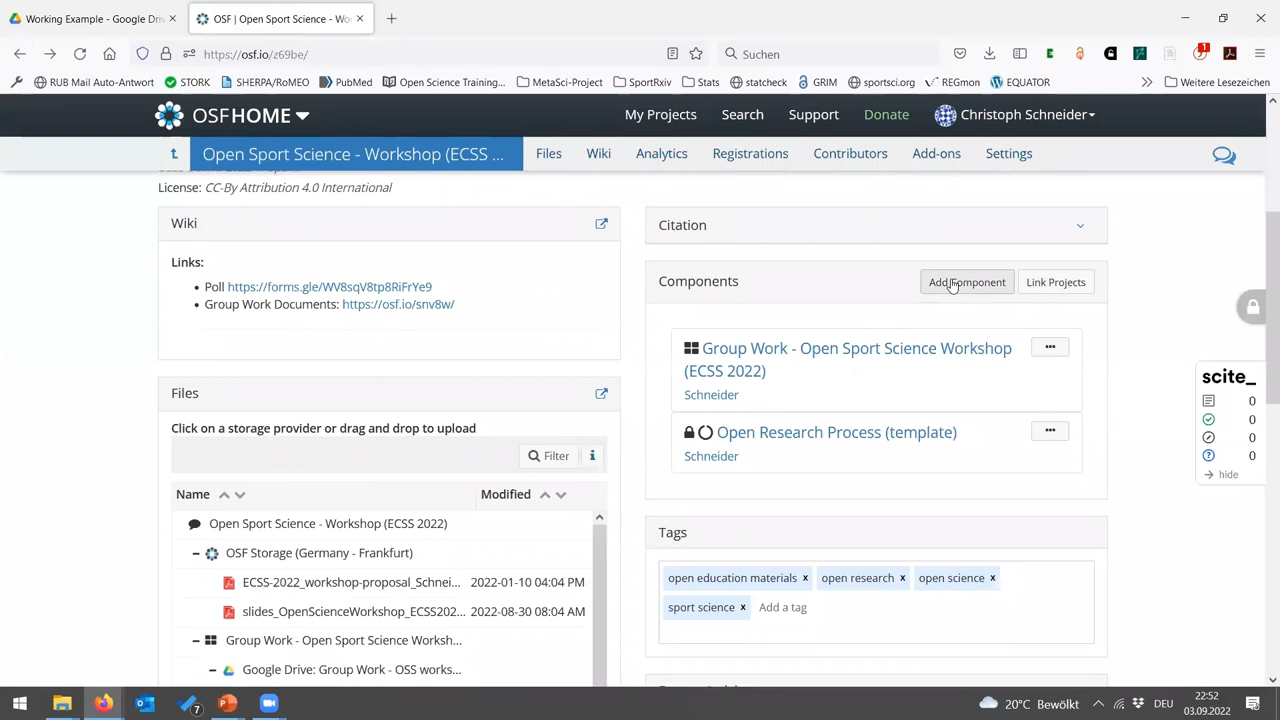 Working Example - Google Driv
OSF | Open Sport Science - Wo
https://osf.io/z69be/
Suchen
1
RUB Mail Auto-Antwort
STORK
SHERPA/RoMEO
PubMed
Open Science Training...
MetaSci-Project
SportRxiv
Stats
statcheck
GRIM
sportsci.org
REGmon
EQUATOR
Weitere Lesezeichen
OSFHOME
My Projects
Search
Support
Donate
Christoph Schneider
Open Sport Science - Workshop (ECSS ...
Files
Wiki
Analytics
Registrations
Contributors
Add-ons
Settings
License: CC-By Attribution 4.0 International
Wiki
Links:
• Poll https://forms.gle/WV8sqV8tp8RiFrYe9
• Group Work Documents: https://osf.io/snv8w/
Files
Click on a storage provider or drag and drop to upload
Filter
i
Name
Modified
Open Sport Science - Workshop (ECSS 2022)
OSF Storage (Germany - Frankfurt)
ECSS-2022_workshop-proposal_Schnei... 2022-01-10 04:04 PM
slides_OpenScienceWorkshop_ECSS202... 2022-08-30 08:04 AM
Group Work - Open Sport Science Worksh...
Google Drive: Group Work - OSS works...
Citation
Components
Add Component
Link Projects
Group Work - Open Sport Science Workshop
(ECSS 2022)
Schneider
Open Research Process (template)
Schneider
Tags
open education materials x
open research x
open science x
sport science x
Add a tag
scite_
0
0
0
0
hide
7
20°C Bewölkt
DEU
22:52
03.09.2022